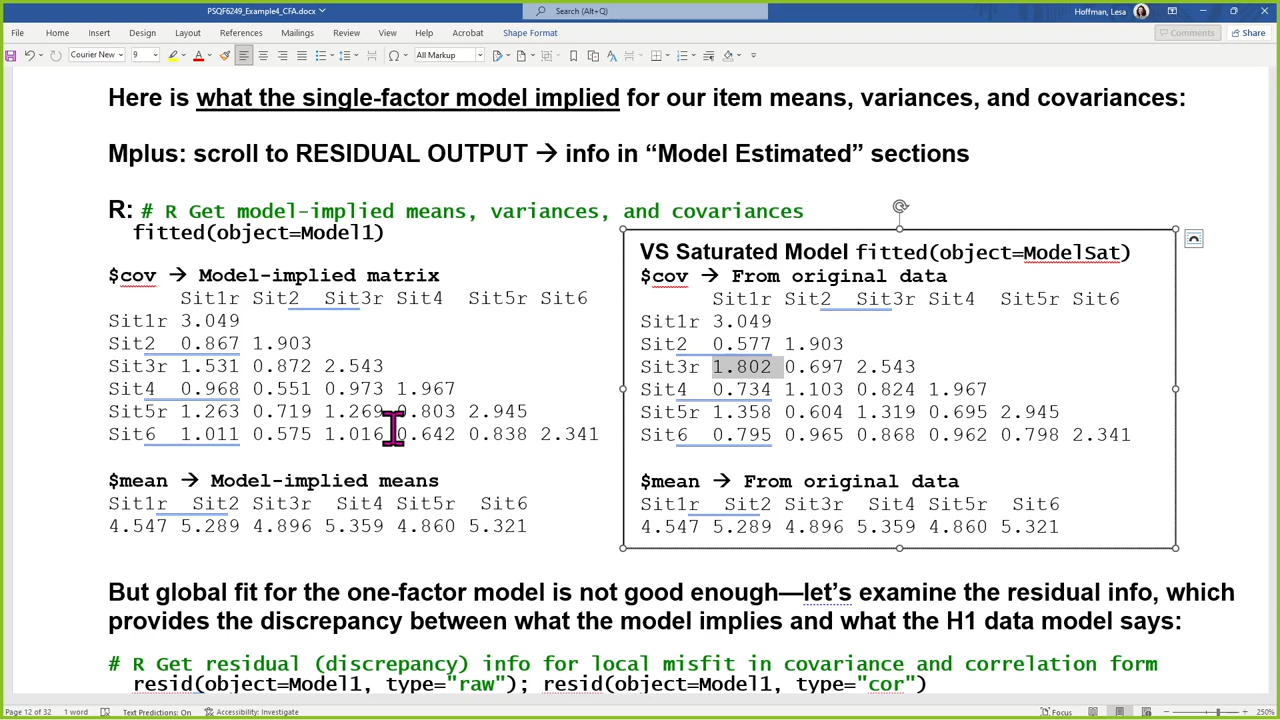 PSQF6249_Example4_CFA.docx
Search (Alt+Q)
Hoffman, Lesa
File Home Insert Design Layout References Mailings Review View Help Acrobat Shape Format
Comments Share
Courier New 9 All Markup
Here is what the single-factor model implied for our item means, variances, and covariances:
Mplus: scroll to RESIDUAL OUTPUT → info in “Model Estimated” sections
R: # R Get model-implied means, variances, and covariances
fitted(object=Model1)
$cov → Model-implied matrix
Sit1r Sit2 Sit3r Sit4 Sit5r Sit6
Sit1r 3.049
Sit2 0.867 1.903
Sit3r 1.531 0.872 2.543
Sit4 0.968 0.551 0.973 1.967
Sit5r 1.263 0.719 1.269 0.803 2.945
Sit6 1.011 0.575 1.016 0.642 0.838 2.341
$mean → Model-implied means
Sit1r Sit2 Sit3r Sit4 Sit5r Sit6
4.547 5.289 4.896 5.359 4.860 5.321
VS Saturated Model fitted(object=ModelSat)
$cov → From original data
Sit1r Sit2 Sit3r Sit4 Sit5r Sit6
Sit1r 3.049
Sit2 0.577 1.903
Sit3r 1.802 0.697 2.543
Sit4 0.734 1.103 0.824 1.967
Sit5r 1.358 0.604 1.319 0.695 2.945
Sit6 0.795 0.965 0.868 0.962 0.798 2.341
$mean → From original data
Sit1r Sit2 Sit3r Sit4 Sit5r Sit6
4.547 5.289 4.896 5.359 4.860 5.321
But global fit for the one-factor model is not good enough—let’s examine the residual info, which
provides the discrepancy between what the model implies and what the H1 data model says:
# R Get residual (discrepancy) info for local misfit in covariance and correlation form
resid(object=Model1, type="raw"); resid(object=Model1, type="cor")
Page 12 of 32 1 word Text Predictions: On Accessibility: Investigate Focus 250%